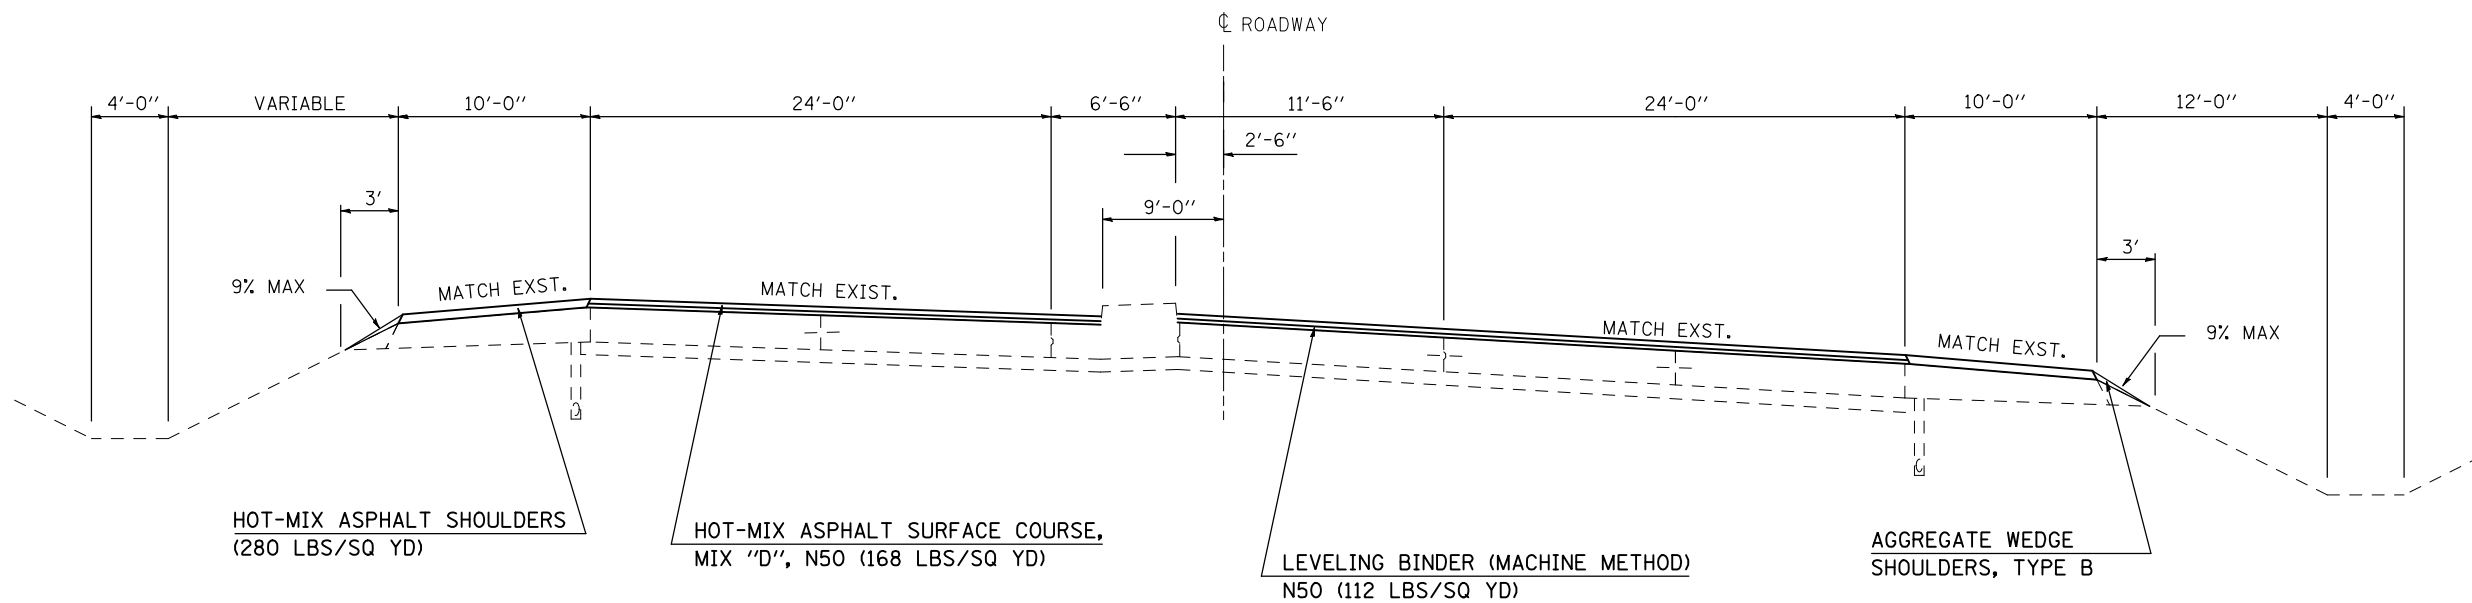 ℄ ROADWAY
4'-0" VARIABLE 10'-0" 24'-0" 6'-6" 11'-6" 24'-0" 10'-0" 12'-0" 4'-0"
2'-6"
3' 9'-0"
3'
9% MAX MATCH EXST. MATCH EXIST. MATCH EXST. MATCH EXST. 9% MAX
HOT-MIX ASPHALT SHOULDERS
(280 LBS/SQ YD)
HOT-MIX ASPHALT SURFACE COURSE,
MIX "D", N50 (168 LBS/SQ YD)
LEVELING BINDER (MACHINE METHOD)
N50 (112 LBS/SQ YD)
AGGREGATE WEDGE
SHOULDERS, TYPE B